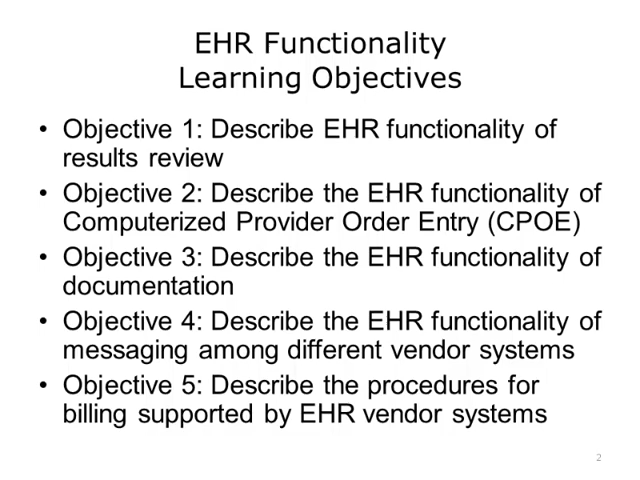 EHR Functionality
Learning Objectives
• Objective 1: Describe EHR functionality of
results review
• Objective 2: Describe the EHR functionality of
Computerized Provider Order Entry (CPOE)
• Objective 3: Describe the EHR functionality of
documentation
• Objective 4: Describe the EHR functionality of
messaging among different vendor systems
• Objective 5: Describe the procedures for
billing supported by EHR vendor systems
2